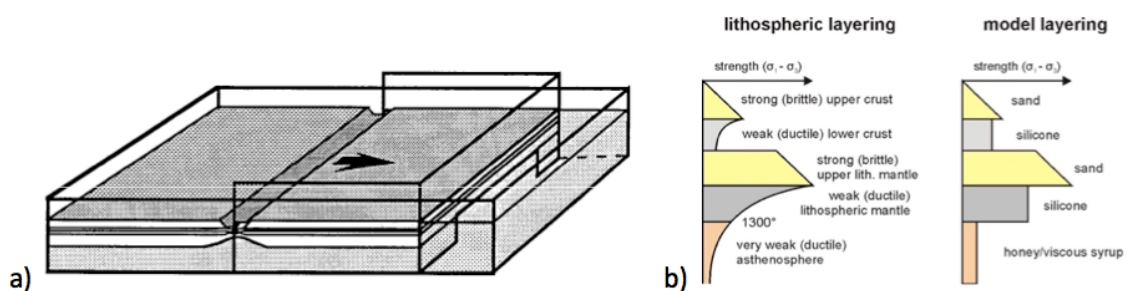 a)
b)
lithospheric layering
strength (σ₁ - σ₃)
strong (brittle) upper crust
weak (ductile) lower crust
strong (brittle)
upper lith. mantle
weak (ductile)
lithospheric mantle
1300°
very weak (ductile)
asthenosphere
model layering
strength (σ₁ - σ₃)
sand
silicone
sand
silicone
honey/viscous syrup